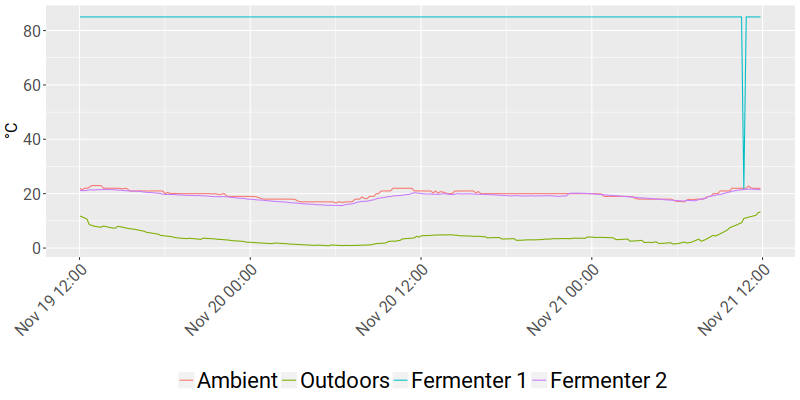 °C
80
60
40
20
0
Nov 19 12:00
Nov 20 00:00
Nov 20 12:00
Nov 21 00:00
Nov 21 12:00
Ambient Outdoors Fermenter 1 Fermenter 2